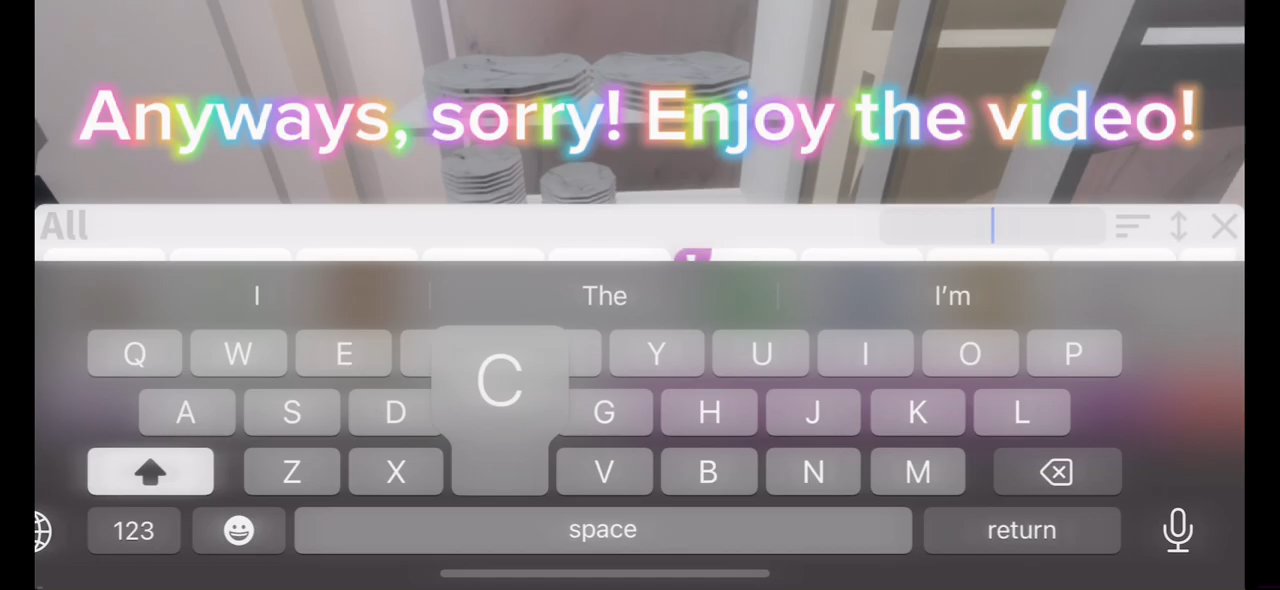 Anyways, sorry! Enjoy the video!
All
I The I'm
Q W E Y U I O P
C
A S D G H J K L
Z X V B N M
123 space return